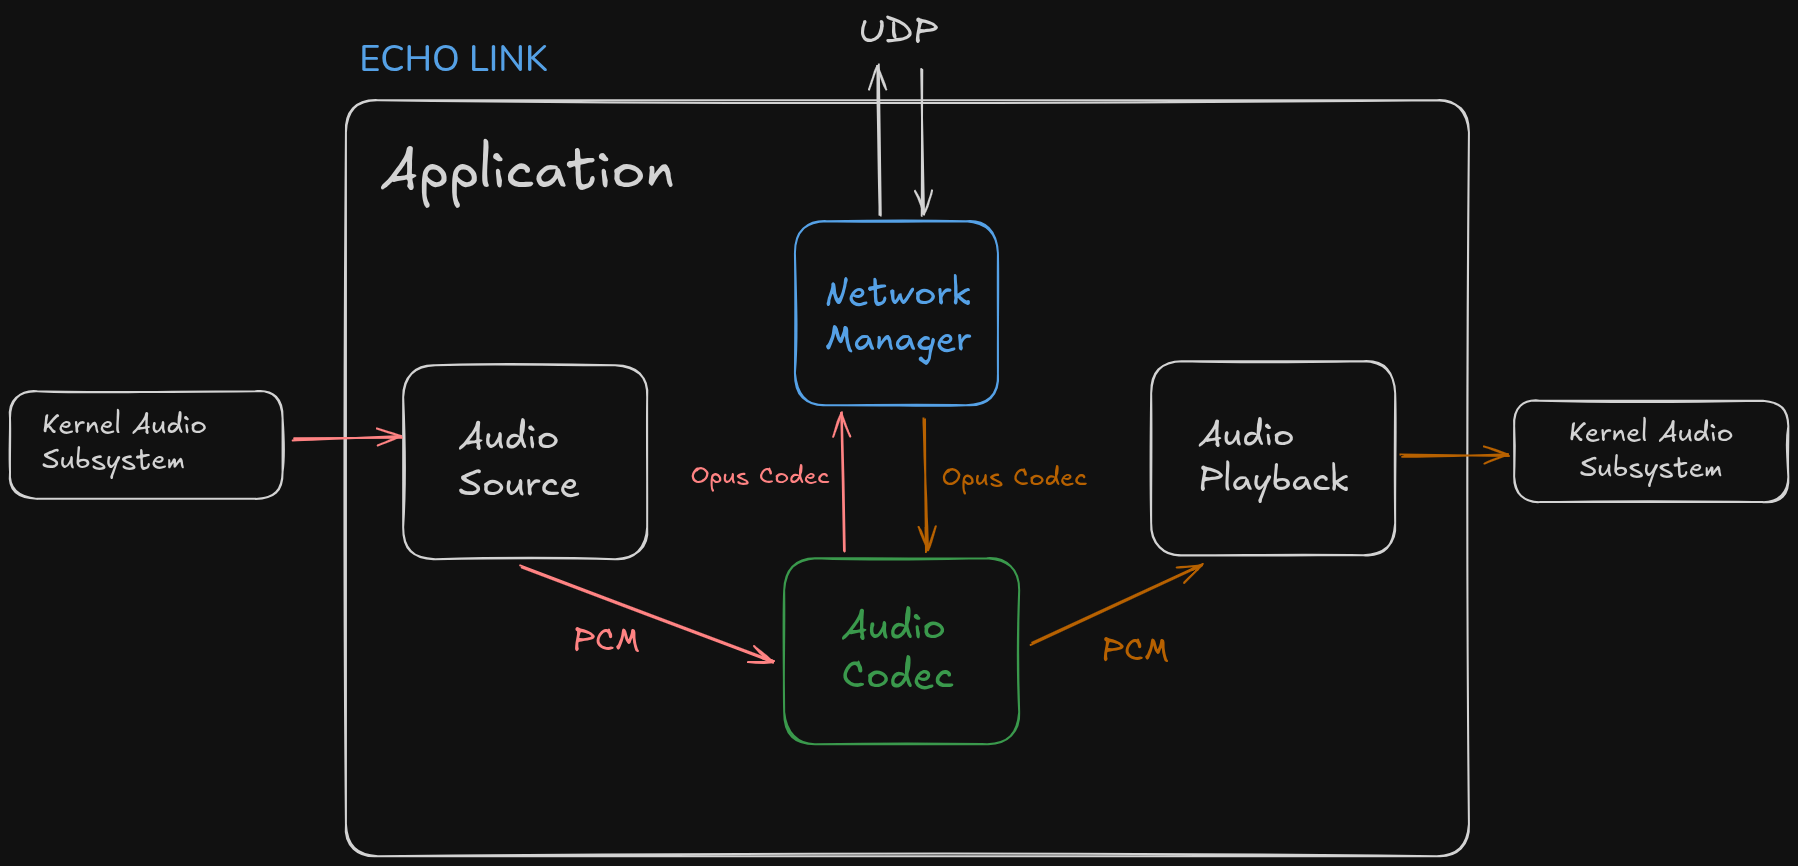 UDP
ECHO LINK
Application
Network
Manager
Kernel Audio
Subsystem
Audio
Source
Opus Codec
Opus Codec
Audio
Playback
Kernel Audio
Subsystem
PCM
Audio
Codec
PCM